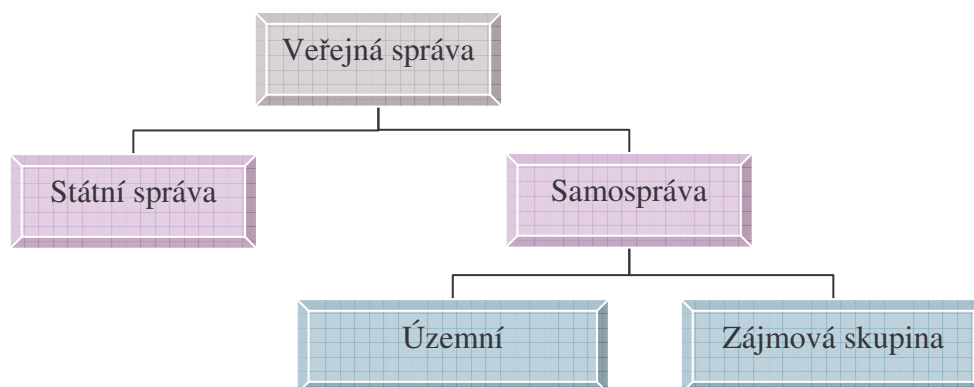 Veřejná správa
Státní správa
Samospráva
Územní
Zájmová skupina